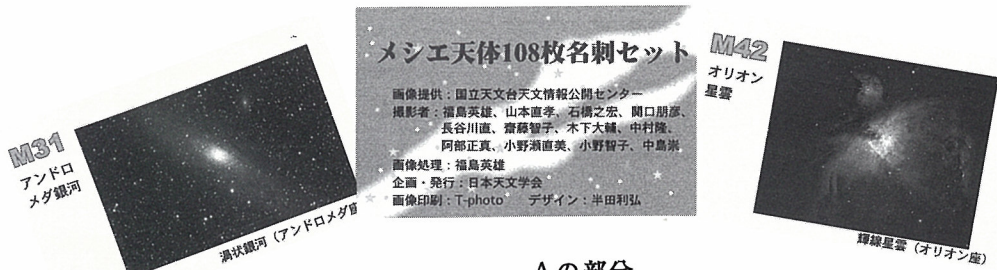 M31
アンドロ
メダ銀河
渦状銀河（アンドロメダ座
メシエ天体108枚名刺セット
画像提供：国立天文台天文情報公開センター
撮影者：福島英雄、山本直孝、石橋之宏、関口朋彦、
長谷川直、齋藤智子、木下大輔、中村隆、
阿部正真、小野瀬直美、小野智子、中島崇
画像処理：福島英雄
企画・発行：日本天文学会
画像印刷：T-photo　デザイン：半田利弘
M42
オリオン
星雲
輝線星雲（オリオン座）
Aの部分